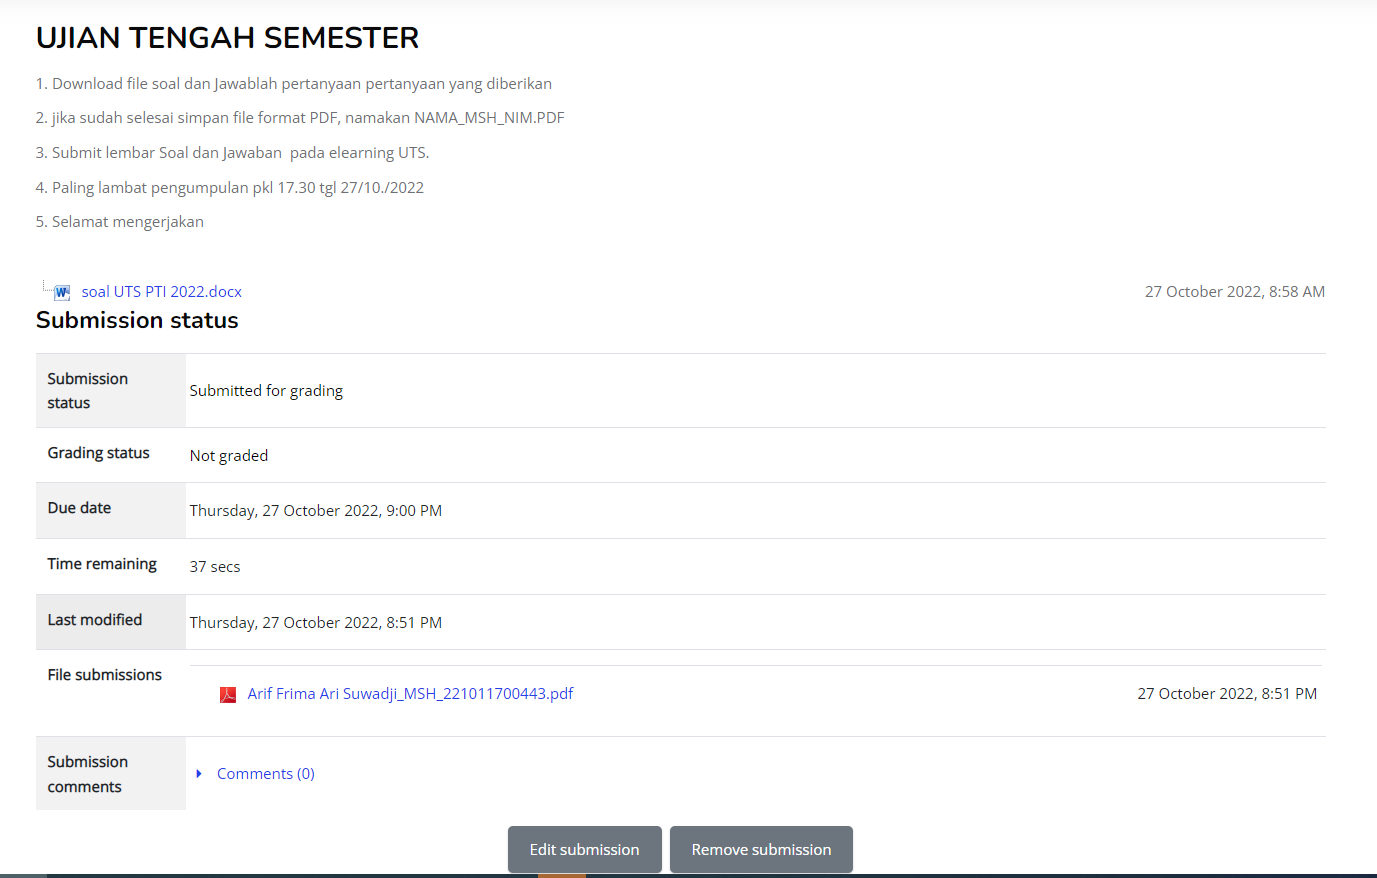 UJIAN TENGAH SEMESTER
1. Download file soal dan Jawablah pertanyaan pertanyaan yang diberikan
2. jika sudah selesai simpan file format PDF, namakan NAMA_MSH_NIM.PDF
3. Submit lembar Soal dan Jawaban  pada elearning UTS.
4. Paling lambat pengumpulan pkl 17.30 tgl 27/10./2022
5. Selamat mengerjakan
soal UTS PTI 2022.docx 27 October 2022, 8:58 AM
Submission status
Submission
status
Submitted for grading
Grading status Not graded
Due date Thursday, 27 October 2022, 9:00 PM
Time remaining 37 secs
Last modified Thursday, 27 October 2022, 8:51 PM
File submissions
Arif Frima Ari Suwadji_MSH_221011700443.pdf 27 October 2022, 8:51 PM
Submission
comments
Comments (0)
Edit submission Remove submission